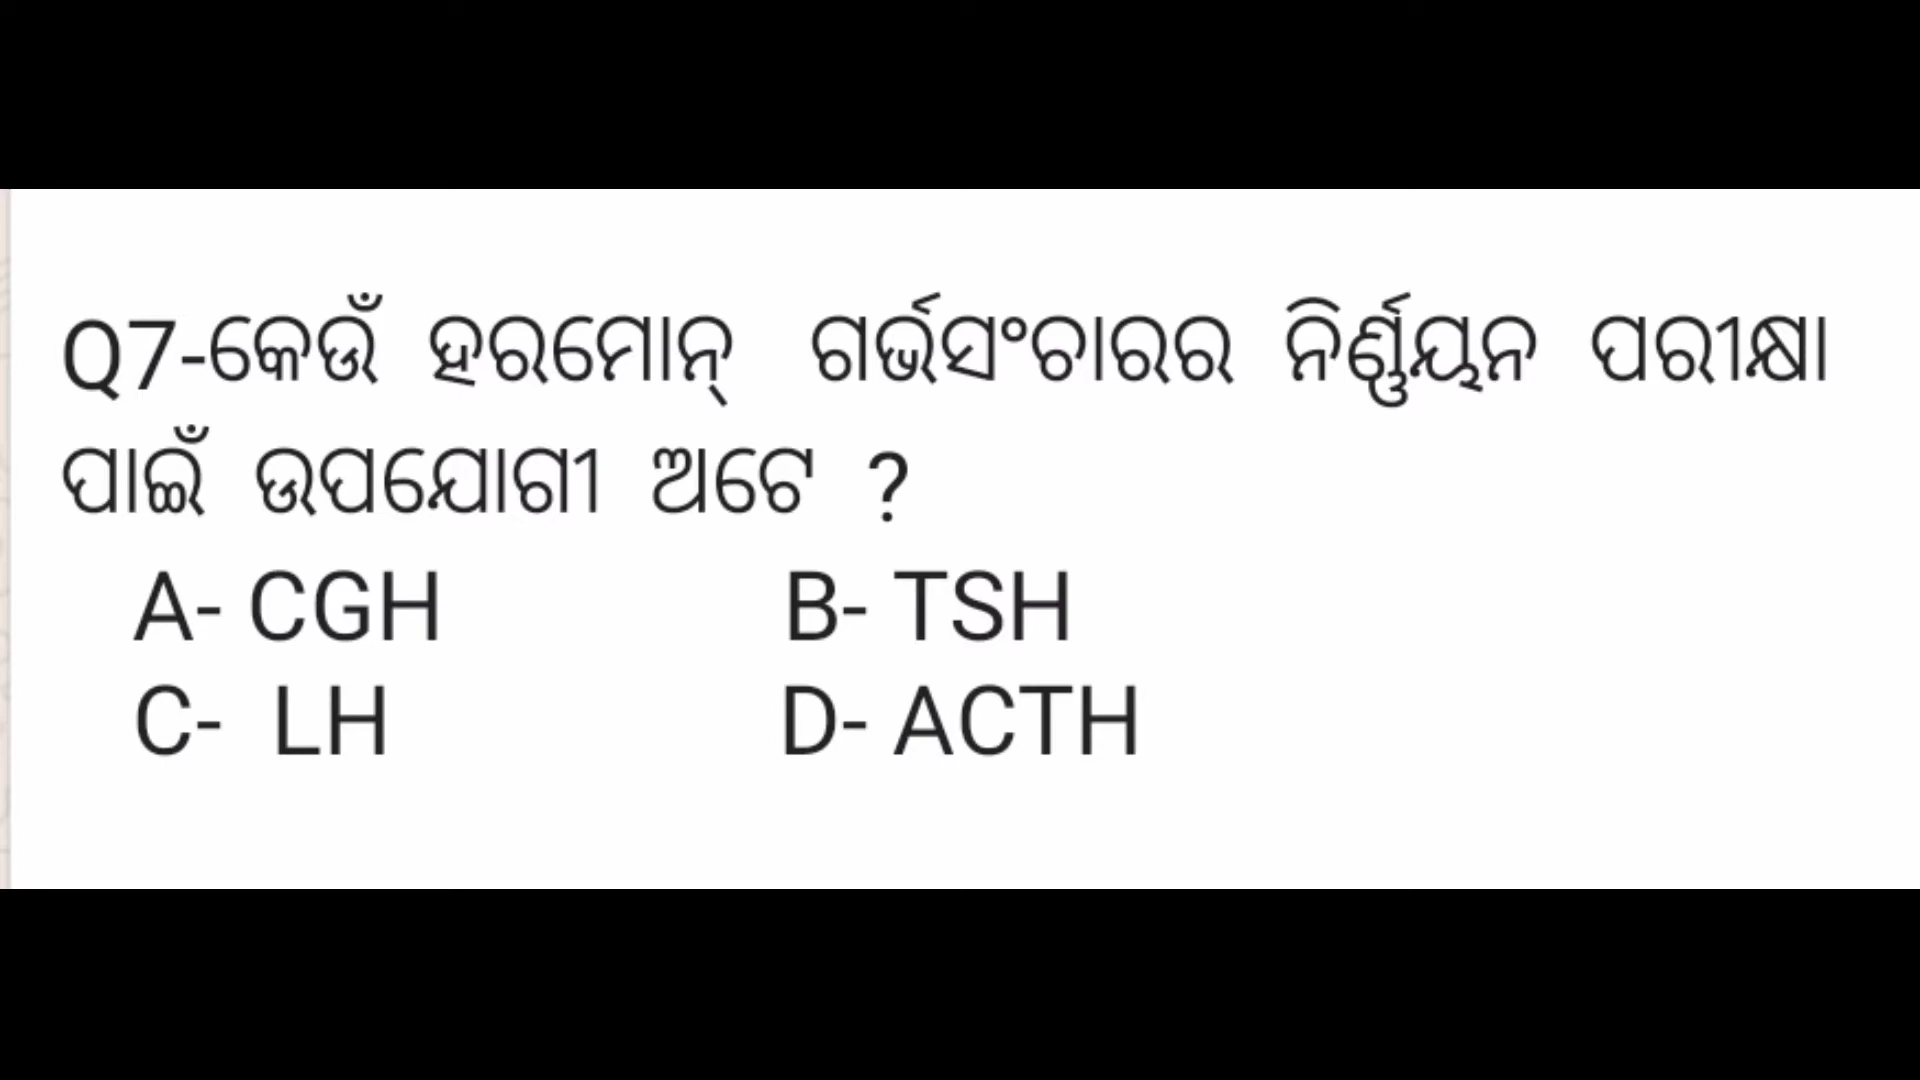 Q7-କେଉଁ ହରମୋନ୍ ଗର୍ଭସଂଚାରର ନିର୍ଣ୍ଣୟନ ପରୀକ୍ଷା
ପାଇଁ ଉପଯୋଗୀ ଅଟେ ?
A- CGH B- TSH
C- LH D- ACTH